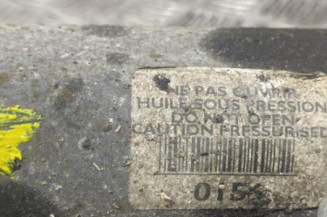 NE PAS OUVRIR
HUILE SOUS PRESSION
DO NOT OPEN
CAUTION PRESSURISED